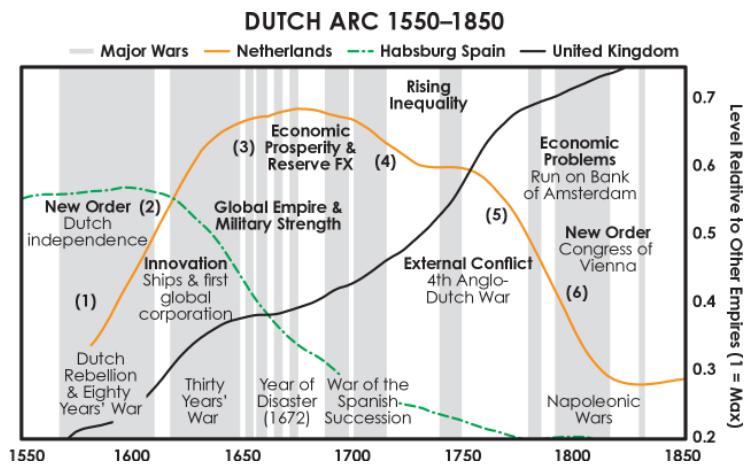 DUTCH ARC 1550–1850
Major Wars
Netherlands
Habsburg Spain
United Kingdom
Rising
Inequality
(3)
Economic
Prosperity &
Reserve FX
(4)
Economic
Problems
Run on Bank
of Amsterdam
New Order
(2)
Dutch
independence
Global Empire &
Military Strength
(5)
New Order
Congress of
Vienna
Innovation
Ships & first
global
corporation
External Conflict
4th Anglo-
Dutch War
(1)
(6)
Dutch
Rebellion
& Eighty
Years' War
Thirty
Years'
War
Year of
Disaster
(1672)
War of the
Spanish
Succession
Napoleonic
Wars
0.7
0.6
0.5
0.4
0.3
0.2
Level Relative to Other Empires (1 = Max)
1550
1600
1650
1700
1750
1800
1850